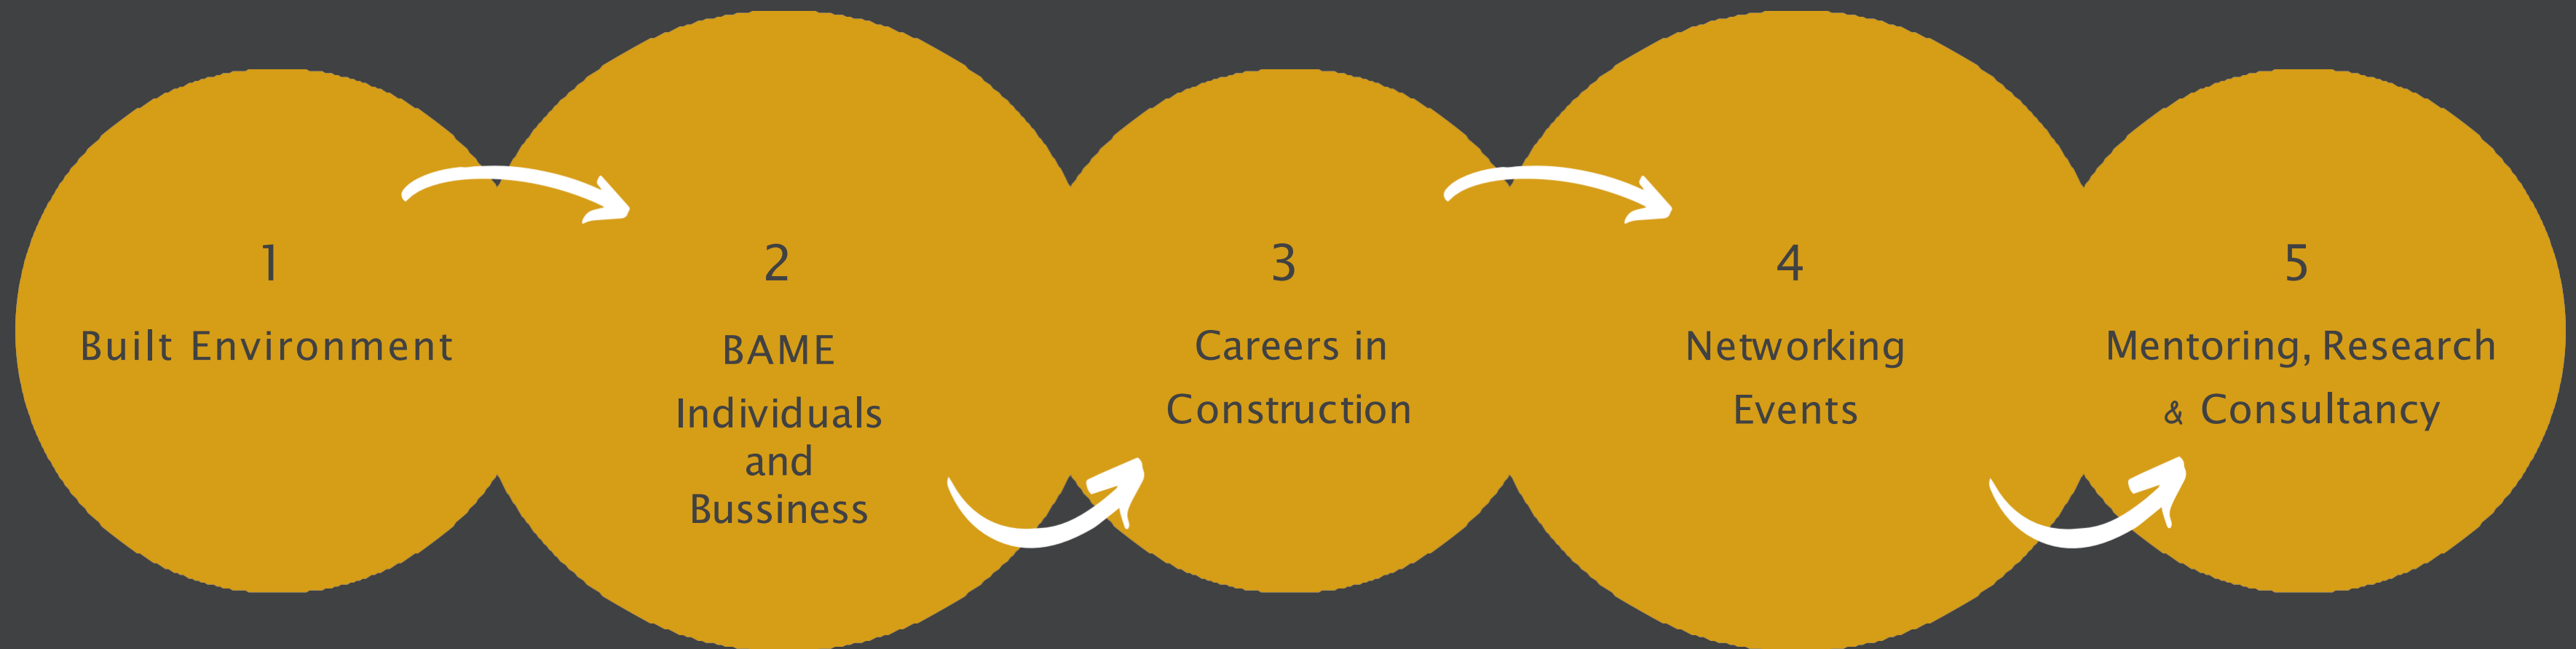 1
Built Environment
2
BAME
Individuals
and
Bussiness
3
Careers in
Construction
4
Networking
Events
5
Mentoring, Research
& Consultancy